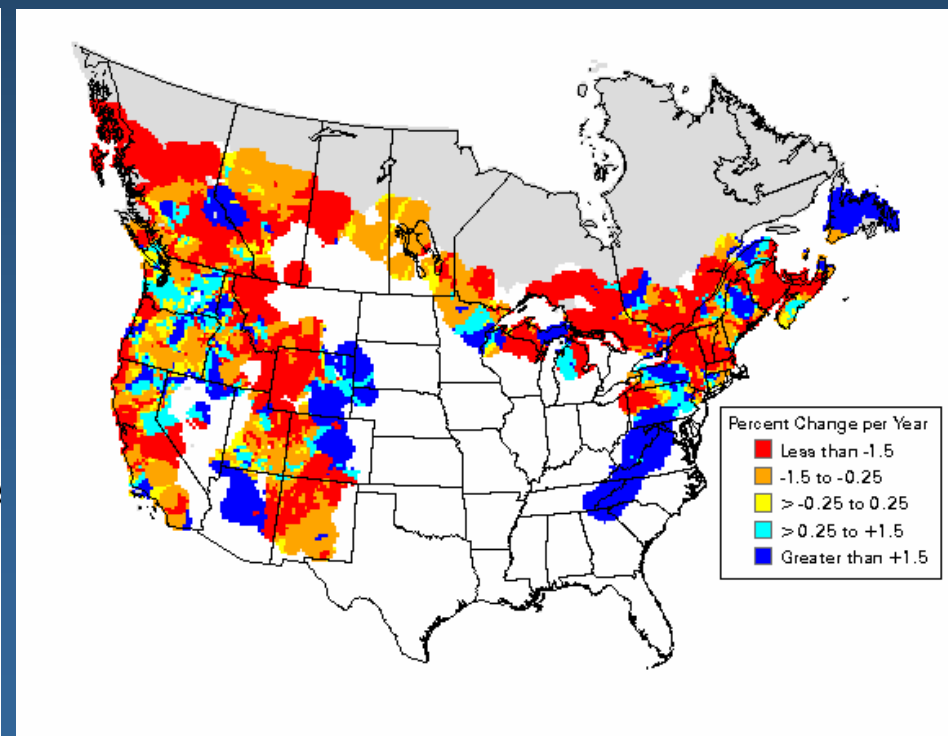 Percent Change per Year
Less than -1.5
-1.5 to -0.25
> -0.25 to 0.25
> 0.25 to +1.5
Greater than +1.5